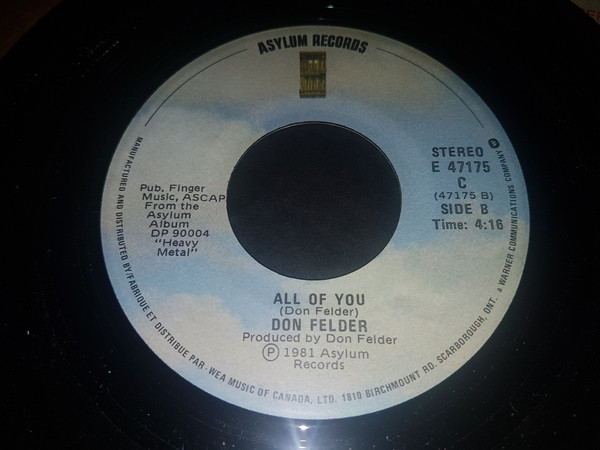 ASYLUM RECORDS
STEREO
E 47175
C
(47175 B)
SIDE B
Time: 4:16
Pub. Finger
Music, ASCAP
From the
Asylum
Album
DP 90004
"Heavy
Metal"
ALL OF YOU
(Don Felder)
DON FELDER
Produced by Don Felder
Ⓟ 1981 Asylum
Records
MANUFACTURED AND DISTRIBUTED BY/FABRIQUE ET DISTRIBUE PAR - WEA MUSIC OF CANADA, LTD. 1810 BIRCHMOUNT RD. SCARBOROUGH, ONT. a WARNER COMMUNICATIONS COMPANY